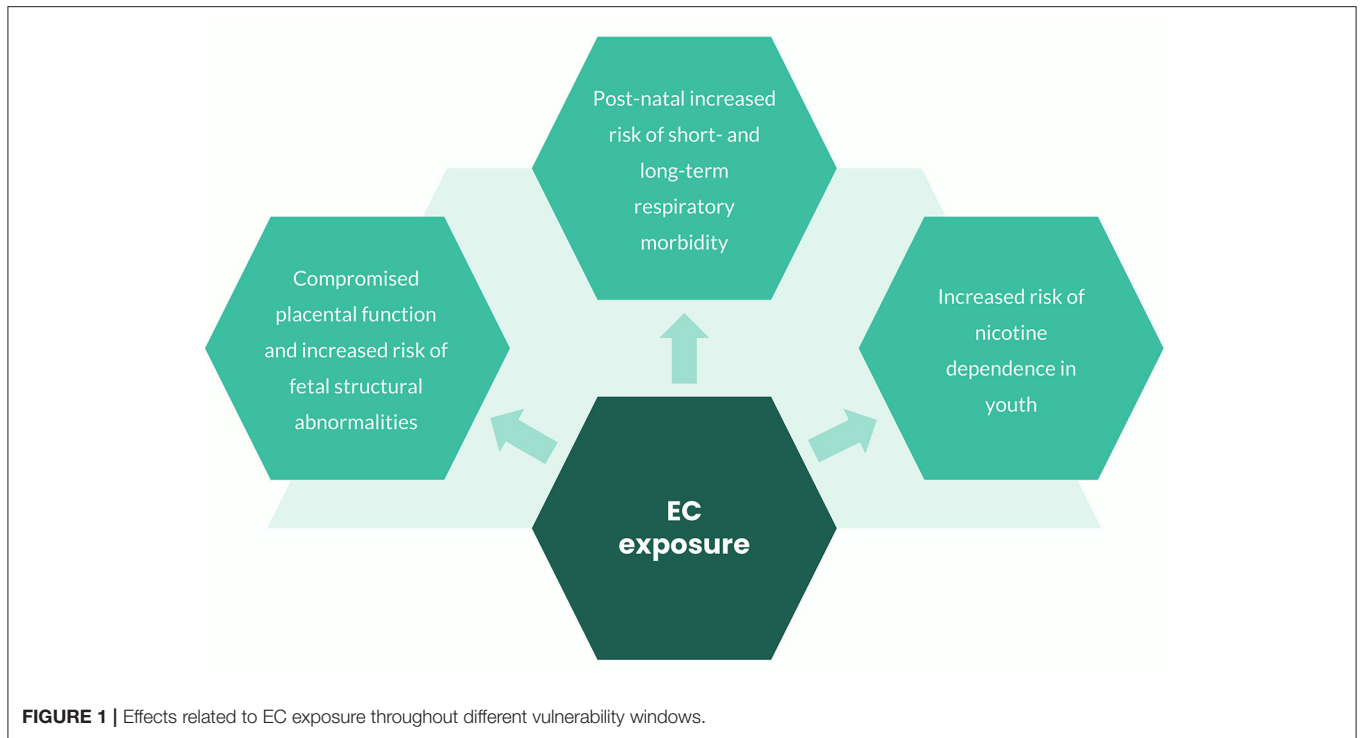 Post-natal increased
risk of short- and
long-term
respiratory
morbidity
Compromised
placental function
and increased risk of
fetal structural
abnormalities
Increased risk of
nicotine
dependence in
youth
EC
exposure
FIGURE 1 | Effects related to EC exposure throughout different vulnerability windows.